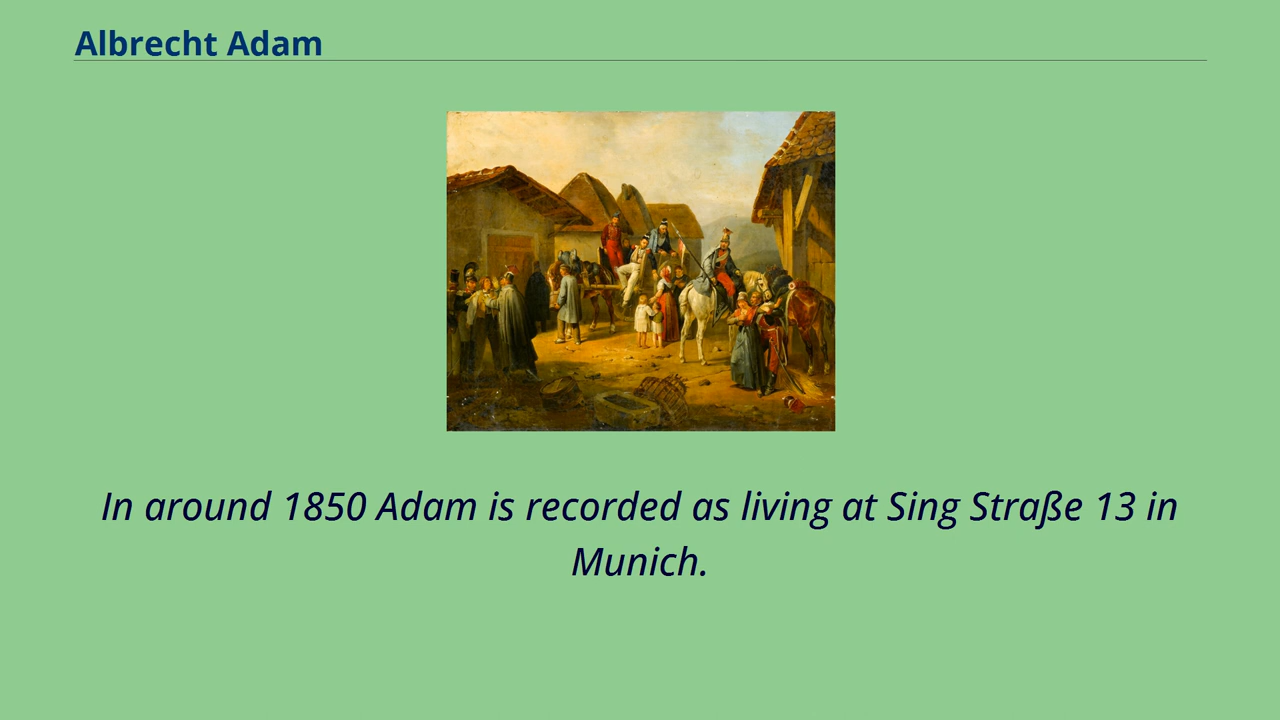 Albrecht Adam
In around 1850 Adam is recorded as living at Sing Straße 13 in
Munich.